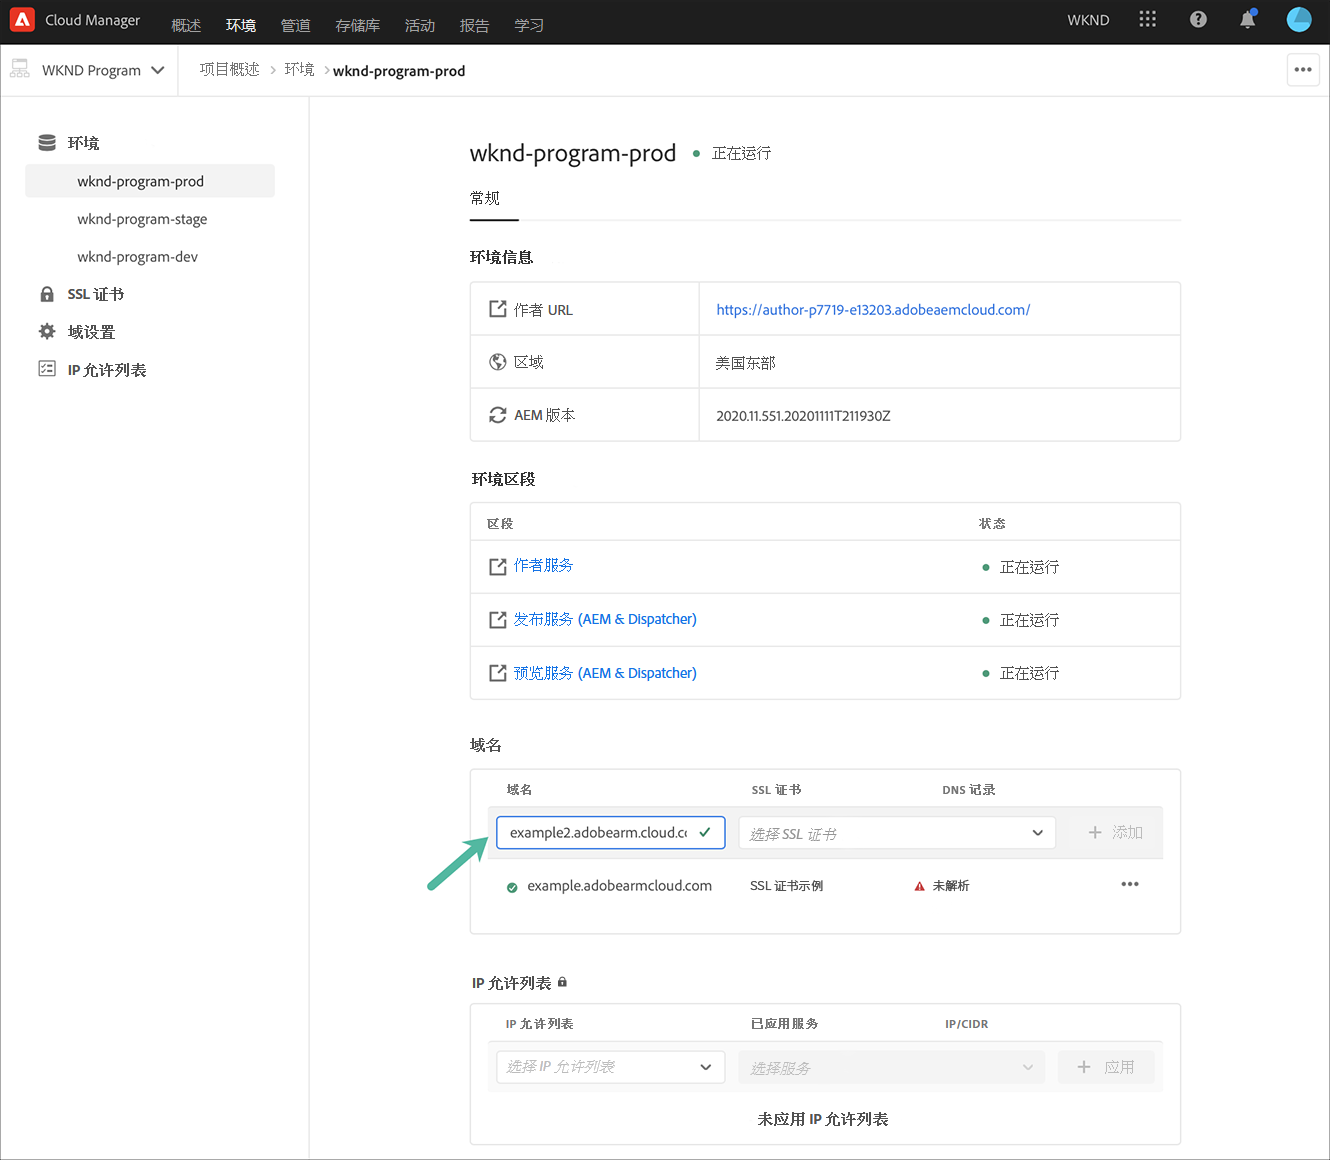 Cloud Manager 概述 环境 管道 存储库 活动 报告 学习 WKND
WKND Program 项目概述 环境 wknd-program-prod
环境
wknd-program-prod
wknd-program-stage
wknd-program-dev
SSL 证书
域设置
IP 允许列表
wknd-program-prod 正在运行
常规
环境信息
作者 URL https://author-p7719-e13203.adobeaemcloud.com/
区域 美国东部
AEM 版本 2020.11.551.20201111T211930Z
环境区段
区段 状态
作者服务 正在运行
发布服务 (AEM & Dispatcher) 正在运行
预览服务 (AEM & Dispatcher) 正在运行
域名
域名 SSL 证书 DNS 记录
example2.adobearm.cloud.co 选择 SSL 证书 + 添加
example.adobearmcloud.com SSL 证书示例 未解析
IP 允许列表
IP 允许列表 已应用服务 IP/CIDR
选择 IP 允许列表 选择服务 + 应用
未应用 IP 允许列表